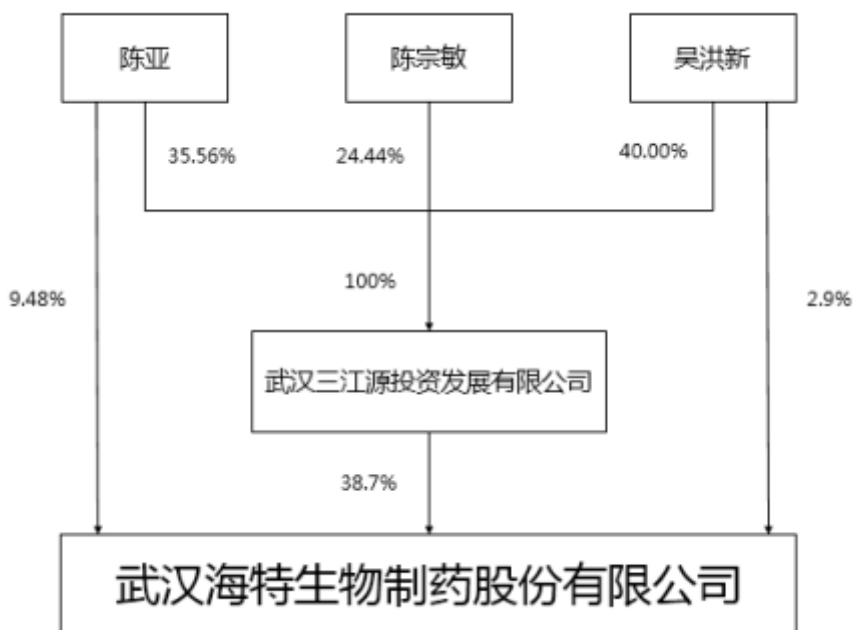 陈亚
陈宗敏
吴洪新
35.56%
24.44%
40.00%
9.48%
100%
2.9%
武汉三江源投资发展有限公司
38.7%
武汉海特生物制药股份有限公司